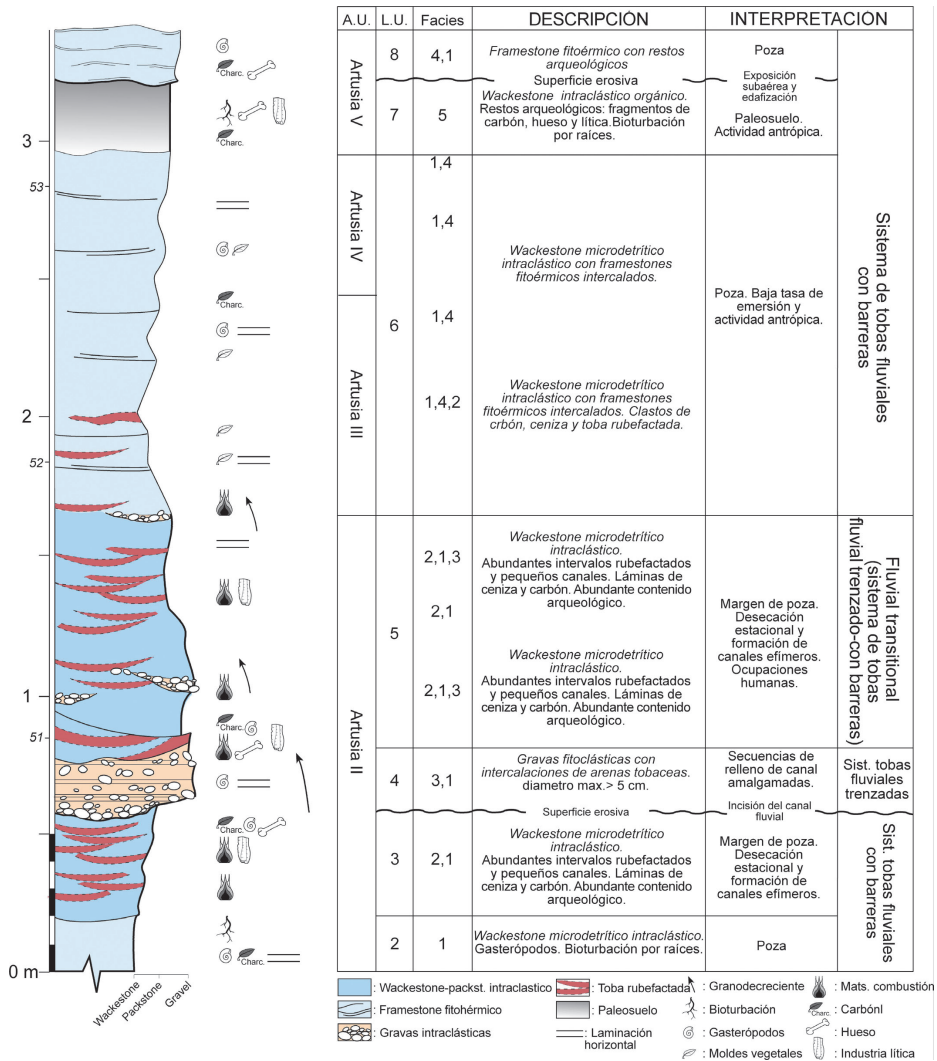 A.U.
L.U.
Facies
DESCRIPCIÓN
INTERPRETACIÓN
Artusia V
8
4,1
Framestone fitoérmico con restos
arqueológicos
Poza
Superficie erosiva
Exposición
subaérea y
edafización
7
5
Wackestone intraclástico orgánico.
Restos arqueológicos: fragmentos de
carbón, hueso y lítica.Bioturbación
por raíces.
Paleosuelo.
Actividad antrópica.
Sistema de tobas fluviales
con barreras
Artusia IV
Artusia III
6
1,4
1,4
Wackestone microdetrítico
intraclástico con framestones
fitoérmicos intercalados.
Poza. Baja tasa de
emersión y
actividad antrópica.
1,4
1,4,2
Wackestone microdetrítico
intraclástico con framestones
fitoérmicos intercalados. Clastos de
crbón, ceniza y toba rubefactada.
Artusia II
5
2,1,3
Wackestone microdetrítico
intraclástico.
Abundantes intervalos rubefactados
y pequeños canales. Láminas de
ceniza y carbón. Abundante contenido
arqueológico.
2,1
2,1,3
Wackestone microdetrítico
intraclástico.
Abundantes intervalos rubefactados
y pequeños canales. Láminas de
ceniza y carbón. Abundante contenido
arqueológico.
Margen de poza.
Desecación
estacional y
formación de
canales efímeros.
Ocupaciones
humanas.
Fluvial transitional
(sistema de tobas
fluvial trenzado-con barreras)
4
3,1
Gravas fitoclásticas con
intercalaciones de arenas tobaceas.
diametro max.> 5 cm.
Secuencias de
relleno de canal
amalgamadas.
Sist. tobas
fluviales
trenzadas
Superficie erosiva
Incisión del canal
fluvial
3
2,1
Wackestone microdetrítico
intraclástico.
Abundantes intervalos rubefactados
y pequeños canales. Láminas de
ceniza y carbón. Abundante contenido
arqueológico.
Margen de poza.
Desecación
estacional y
formación de
canales efímeros.
Sist. tobas fluviales
con barreras
2
1
Wackestone microdetrítico intraclástico.
Gasterópodos. Bioturbación por raíces.
Poza
3
53
2
52
1
51
0 m
Wackestone
Packstone
Gravel
Charc.
Charc.
Charc.
Charc.
Charc.
Charc.
: Wackestone-packst. intraclastico
: Framestone fitohérmico
: Gravas intraclásticas
: Toba rubefactada
: Paleosuelo
: Laminación
horizontal
: Granodecreciente
: Bioturbación
: Gasterópodos
: Moldes vegetales
: Mats. combustión
Charc.
: Carbónl
: Hueso
: Industria lítica